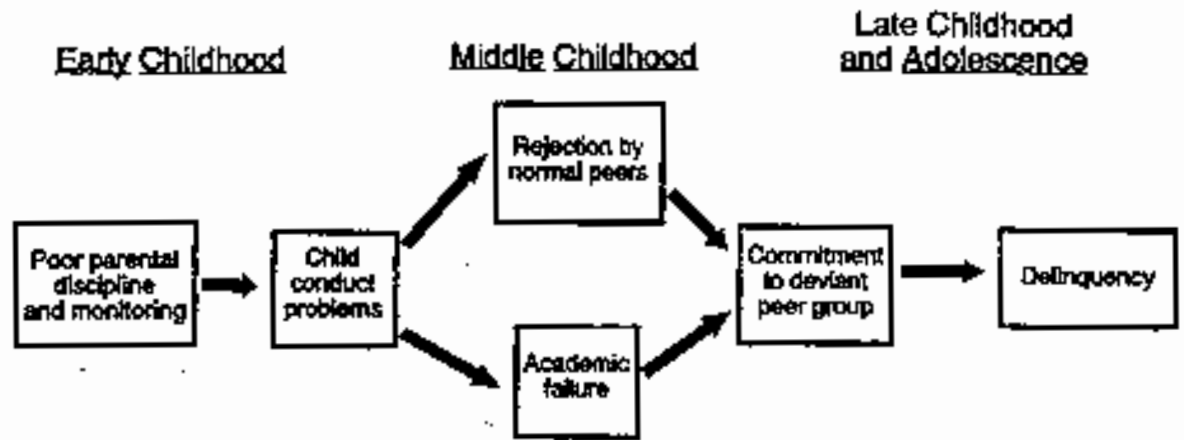 Early Childhood
Middle Childhood
Late Childhood
and Adolescence
Poor parental
discipline
and monitoring
Child
conduct
problems
Rejection by
normal peers
Academic
failure
Commitment
to deviant
peer group
Delinquency